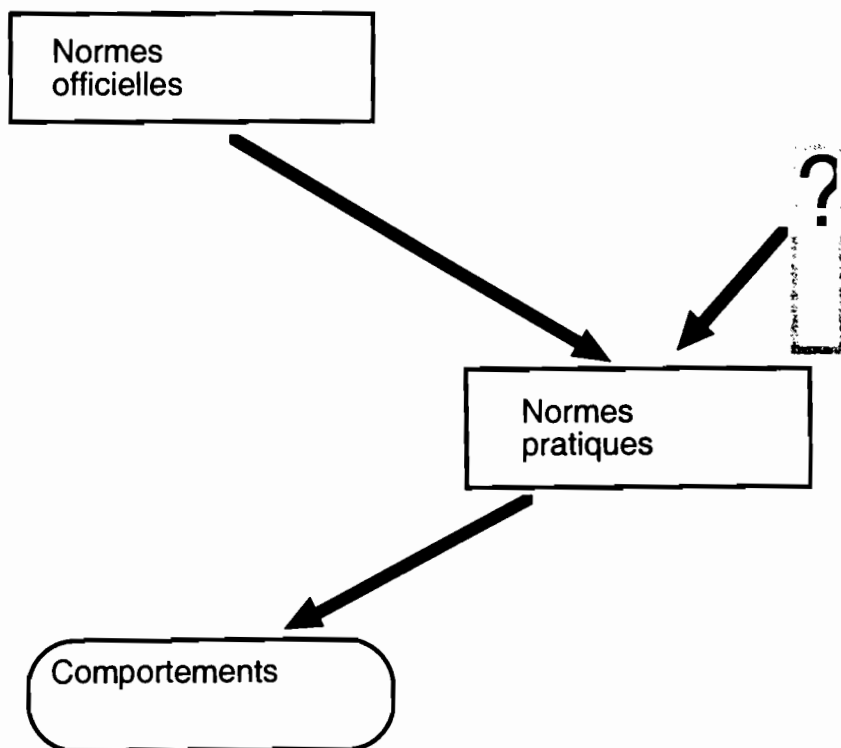 Normes
officielles
?
Normes
pratiques
Comportements